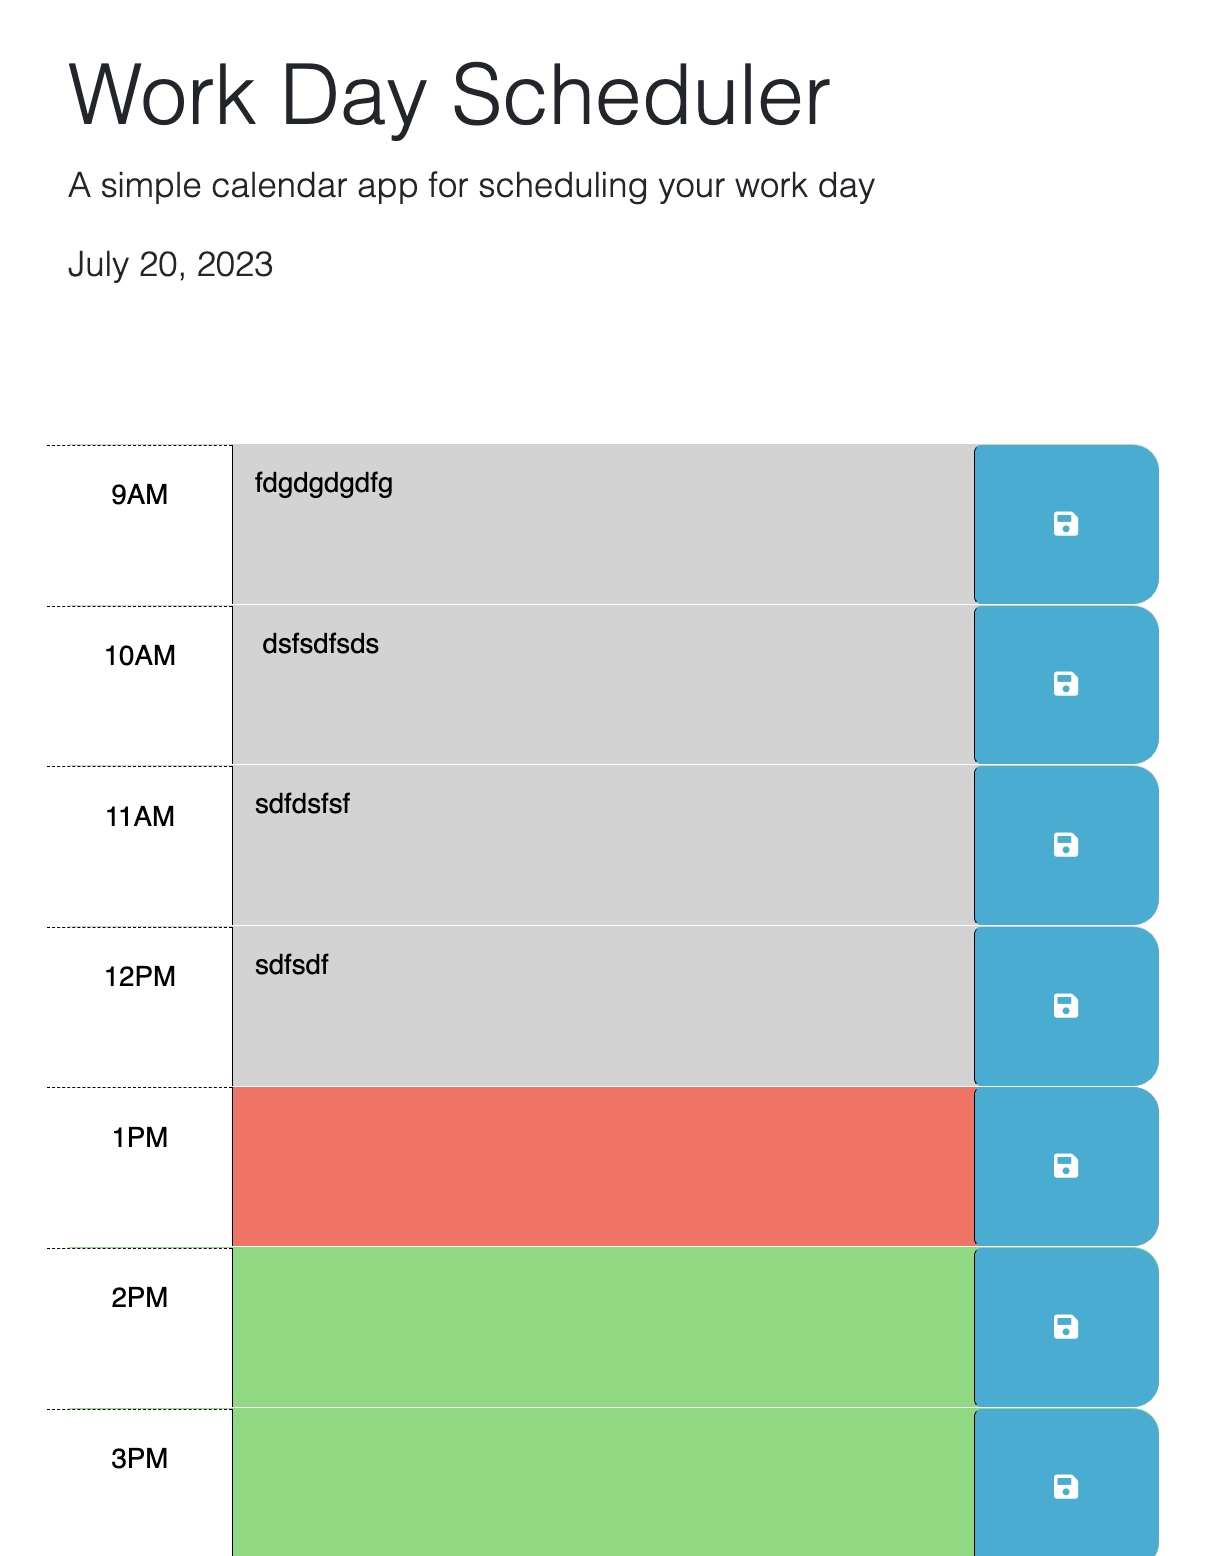 Work Day Scheduler
A simple calendar app for scheduling your work day
July 20, 2023
9AM
fdgdgdgdfg
10AM
dsfsdfsds
11AM
sdfdsfsf
12PM
sdfsdf
1PM
2PM
3PM